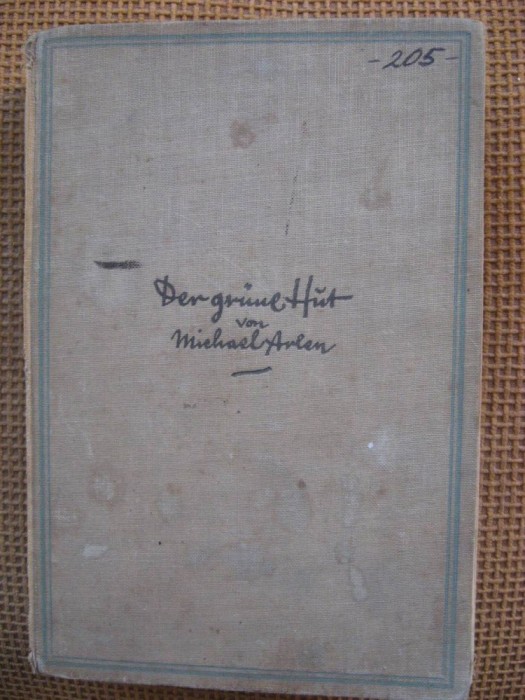 -205-
Der grüne Hut
von
Michael Arlen